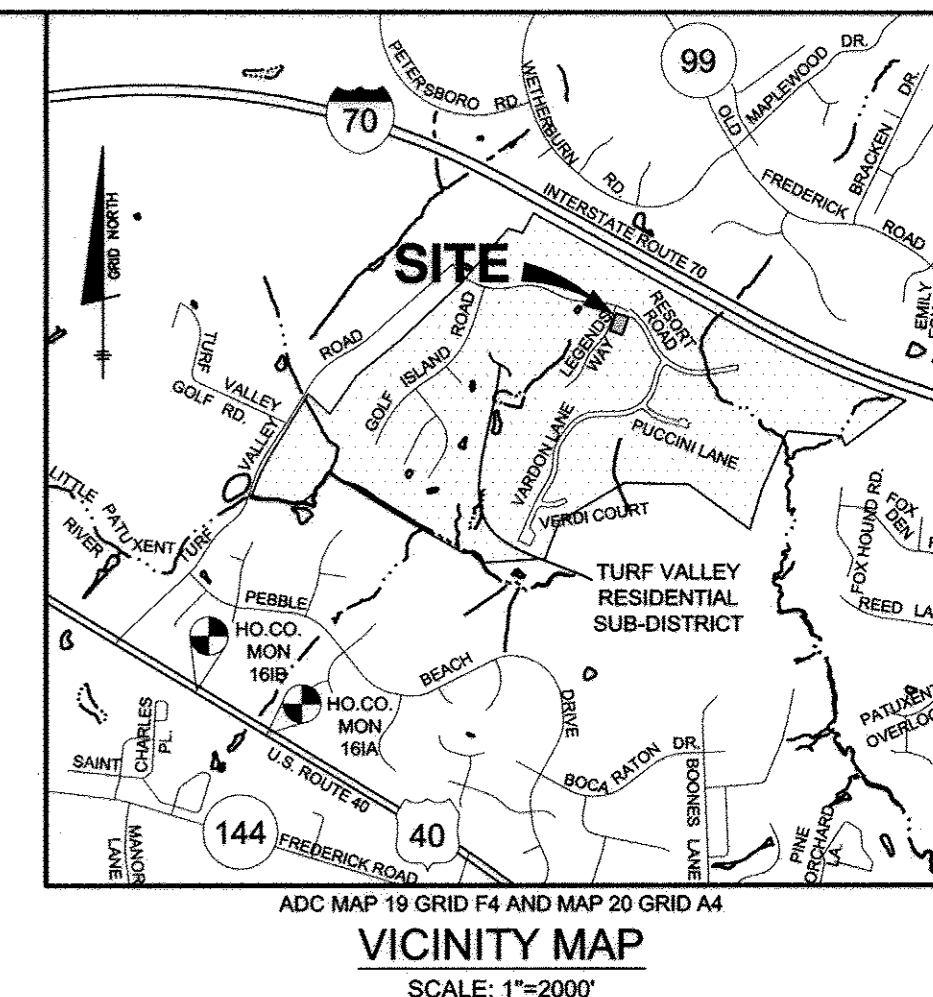 PETERSBORO RD.
WETHERBURN RD.
99
OLD FREDERICK ROAD
MAPLEWOOD DR.
BRACKEN DR.
70
INTERSTATE ROUTE 70
GRID NORTH
SITE
EMILY
RESORT ROAD
LEGENDS WAY
GOLF ISLAND ROAD
TURF VALLEY ROAD
TURF VALLEY
GOLF RD.
VARDON LANE
PUCCINI LANE
VERDI COURT
LITTLE PATUXENT
RIVER
FOX HOUND RD.
FOX DEN
REED LA
TURF VALLEY
RESIDENTIAL
SUB-DISTRICT
PEBBLE BEACH DRIVE
HO.CO.
MON
16IB
HO.CO.
MON
16IA
PATUXENT
SAINT CHARLES PL.
U.S. ROUTE 40
BOCA RATON DR.
BOONES LANE
PINE ORCHARD LA.
144
40
MANOR LANE
FREDERICK ROAD
ADC MAP 19 GRID F4 AND MAP 20 GRID A4
VICINITY MAP
SCALE: 1"=2000'